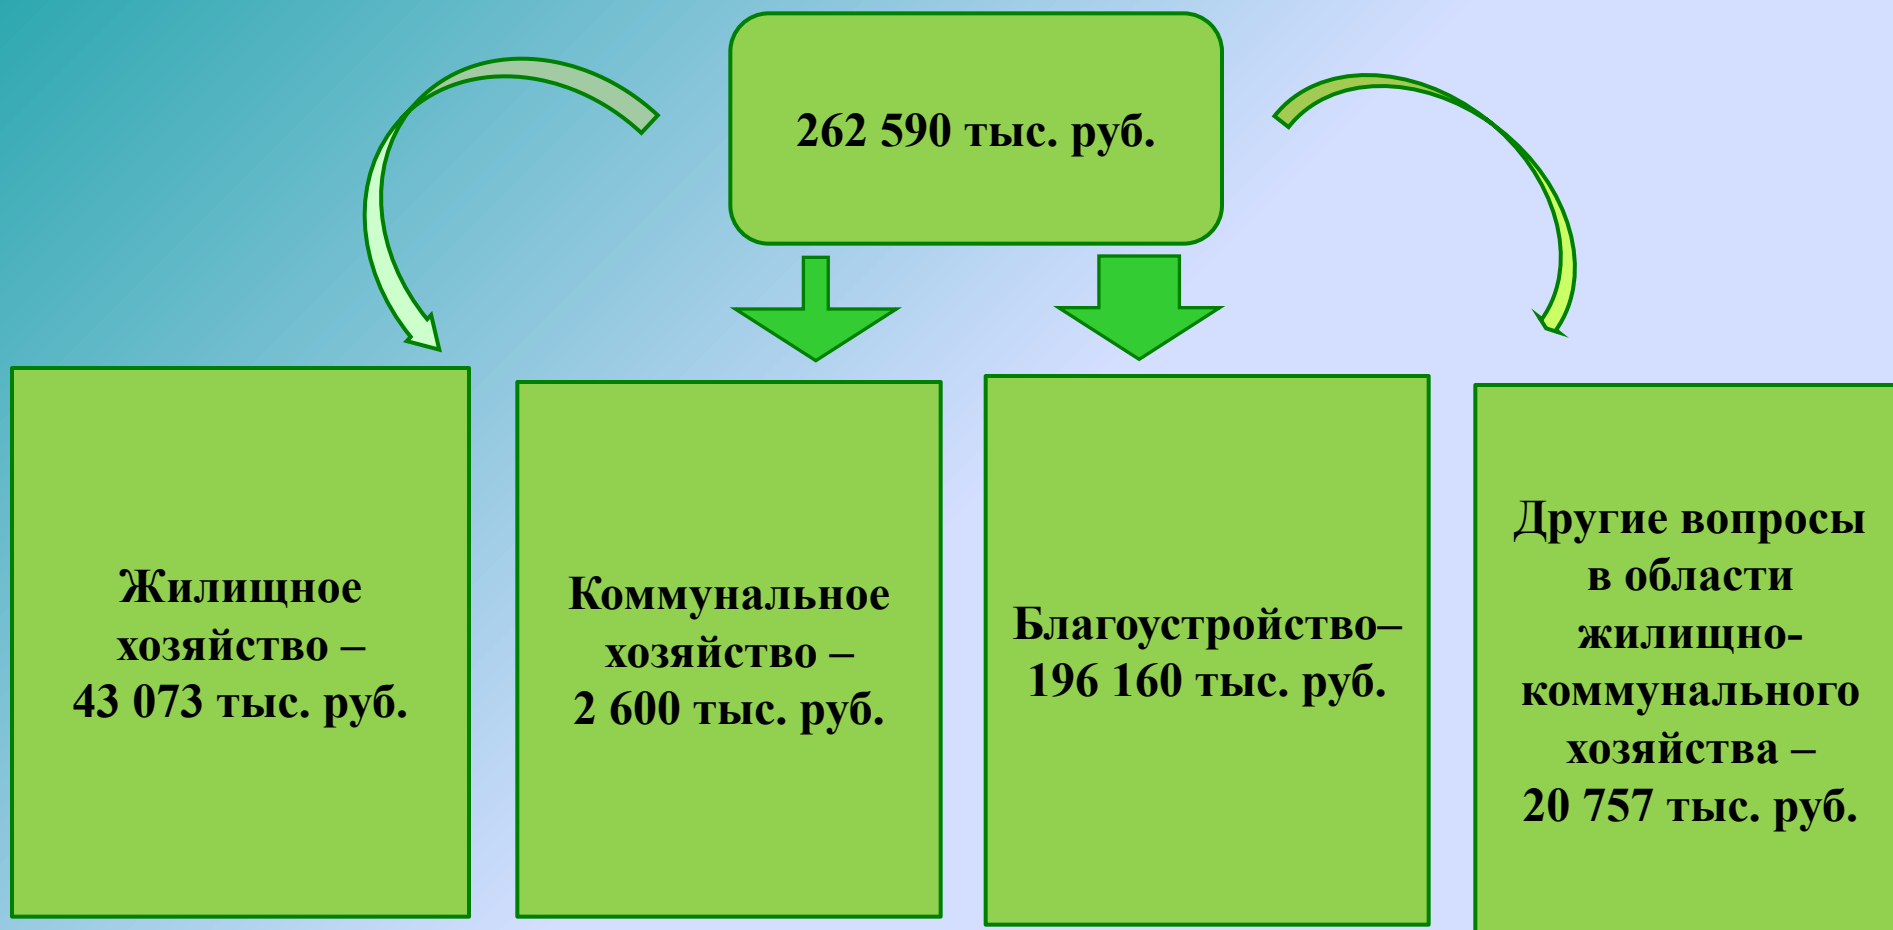 262 590 тыс. руб.
Жилищное
хозяйство –
43 073 тыс. руб.
Коммунальное
хозяйство –
2 600 тыс. руб.
Благоустройство–
196 160 тыс. руб.
Другие вопросы
в области
жилищно-
коммунального
хозяйства –
20 757 тыс. руб.